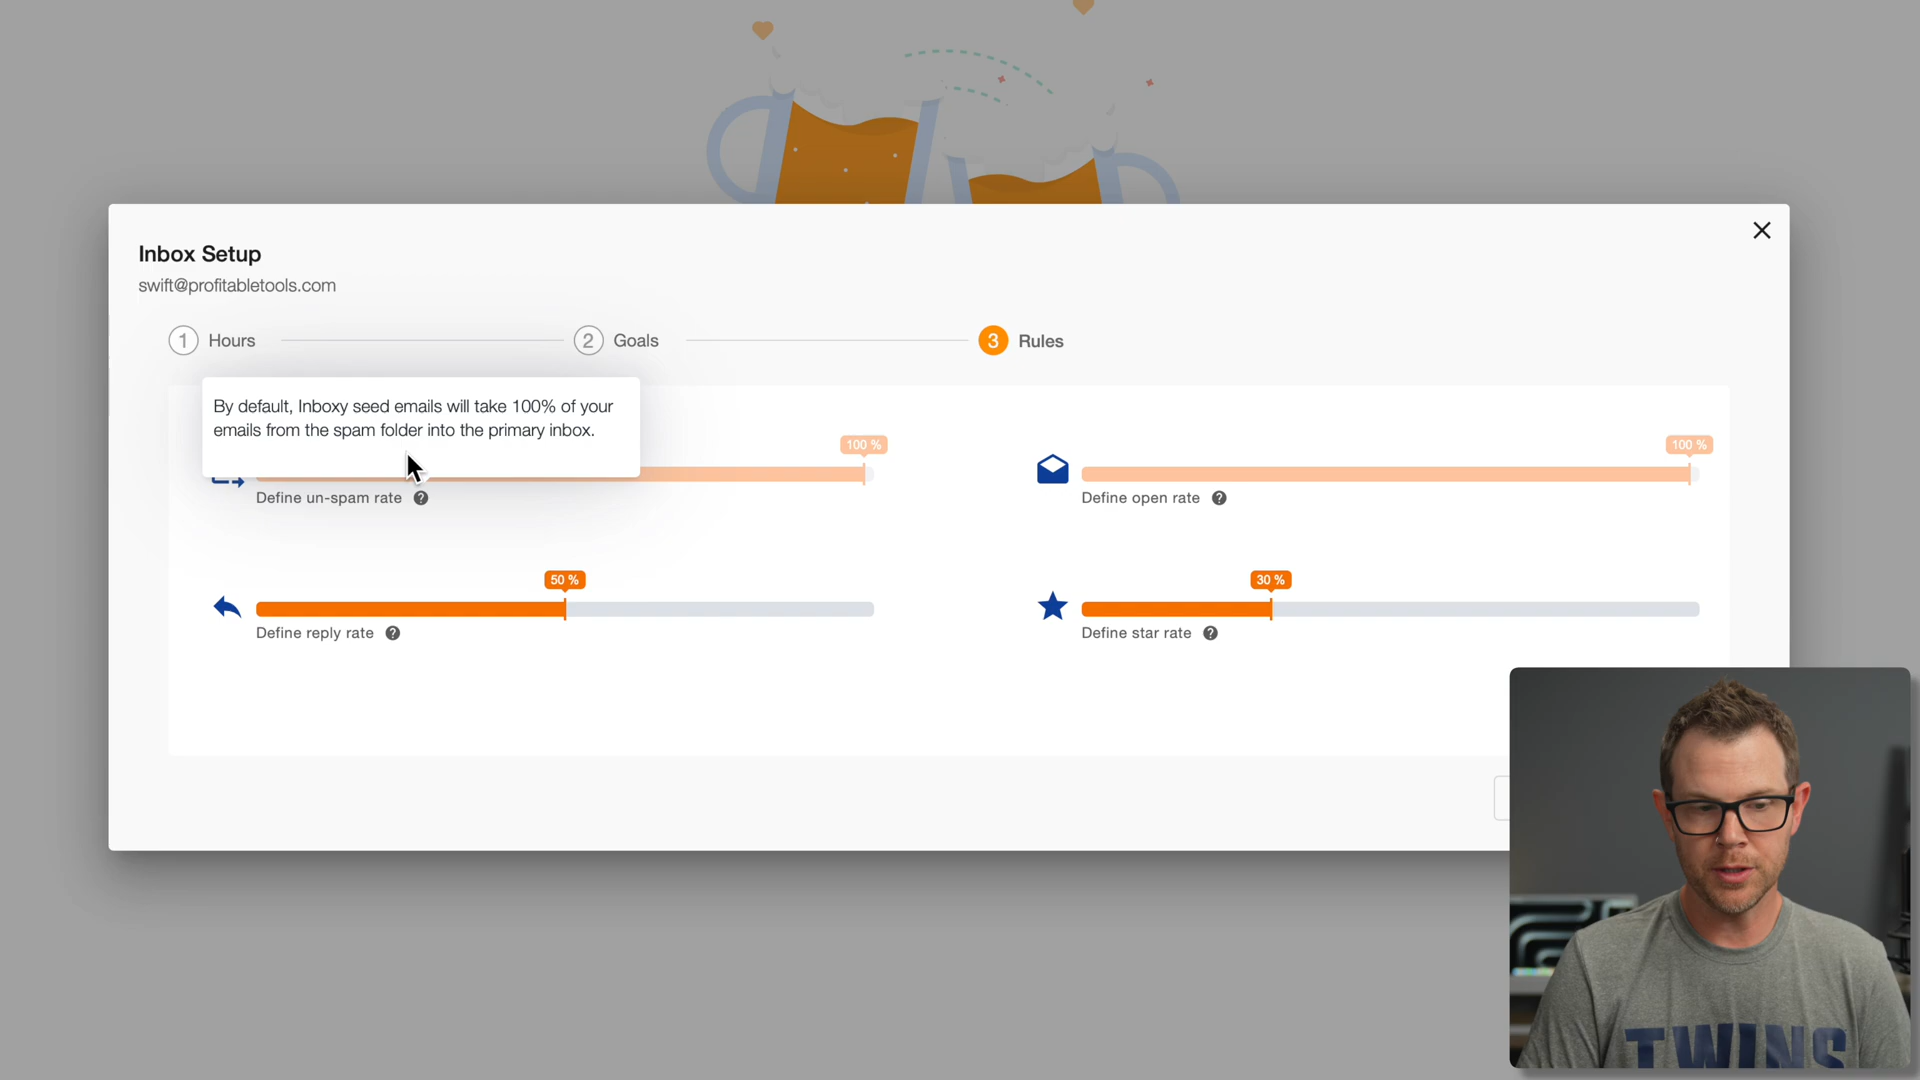 Inbox Setup
swift@profitabletools.com
1 Hours
2 Goals
3 Rules
By default, Inboxy seed emails will take 100% of your
emails from the spam folder into the primary inbox.
100 %
Define un-spam rate ?
100 %
Define open rate ?
50 %
Define reply rate ?
30 %
Define star rate ?
TWINS